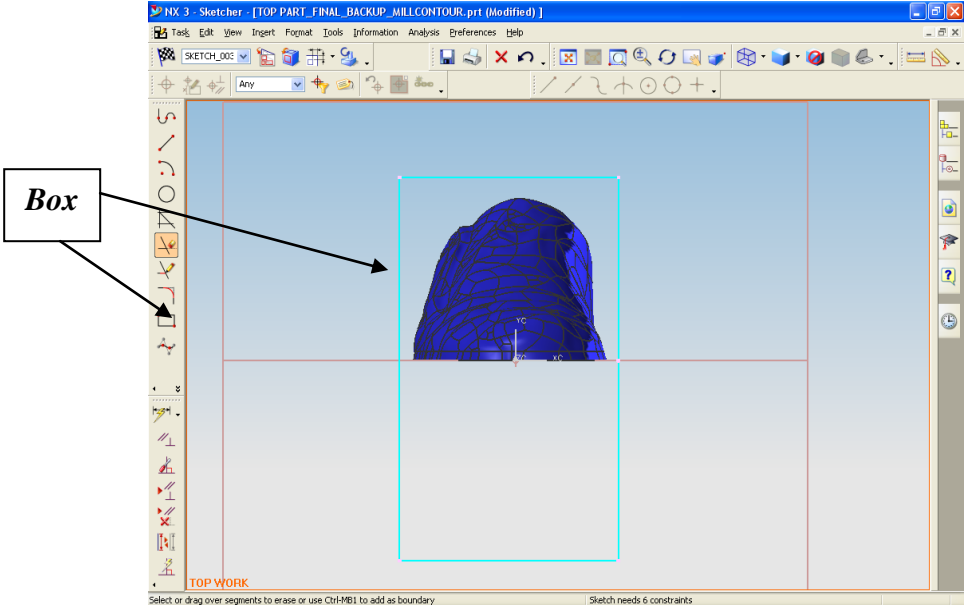 NX 3 - Sketcher - [TOP PART_FINAL_BACKUP_MILLCONTOUR.prt (Modified) ]
Task Edit View Insert Format Tools Information Analysis Preferences Help
SKETCH_003
Any
Box
YC
ZC XC
TOP WORK
Select or drag over segments to erase or use Ctrl-MB1 to add as boundary
Sketch needs 6 constraints